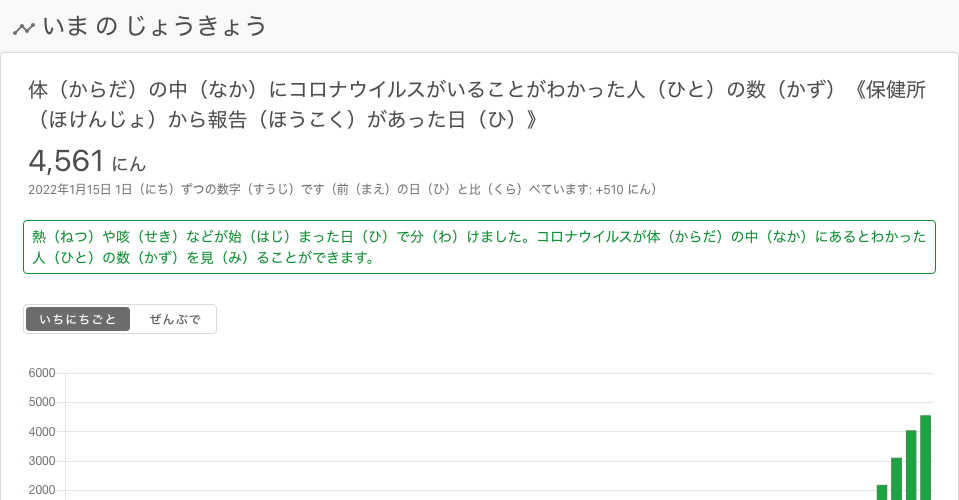 いま の じょうきょう
体（からだ）の中（なか）にコロナウイルスがいることがわかった人（ひと）の数（かず）《保健所
（ほけんじょ）から報告（ほうこく）があった日（ひ）》
4,561 にん
2022年1月15日 1日（にち）ずつの数字（すうじ）です（前（まえ）の日（ひ）と比（くら）べています: +510 にん）
熱（ねつ）や咳（せき）などが始（はじ）まった日（ひ）で分（わ）けました。コロナウイルスが体（からだ）の中（なか）にあるとわかった
人（ひと）の数（かず）を見（み）ることができます。
いちにちごと ぜんぶで
6000
5000
4000
3000
2000